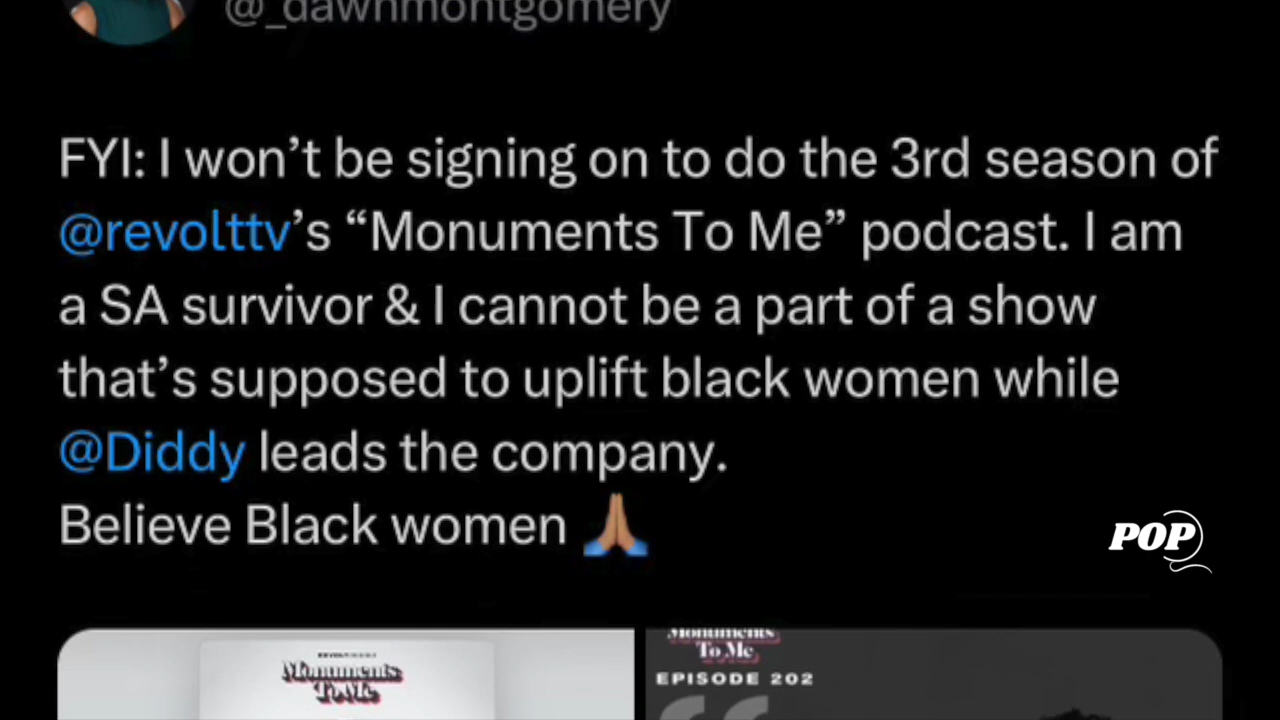 @_dawnmontgomery
FYI: I won’t be signing on to do the 3rd season of
@revolttv’s “Monuments To Me” podcast. I am
a SA survivor & I cannot be a part of a show
that’s supposed to uplift black women while
@Diddy leads the company.
Believe Black women 🙏🏽
POP
Monuments
To Me
Monuments
To Me
EPISODE 202